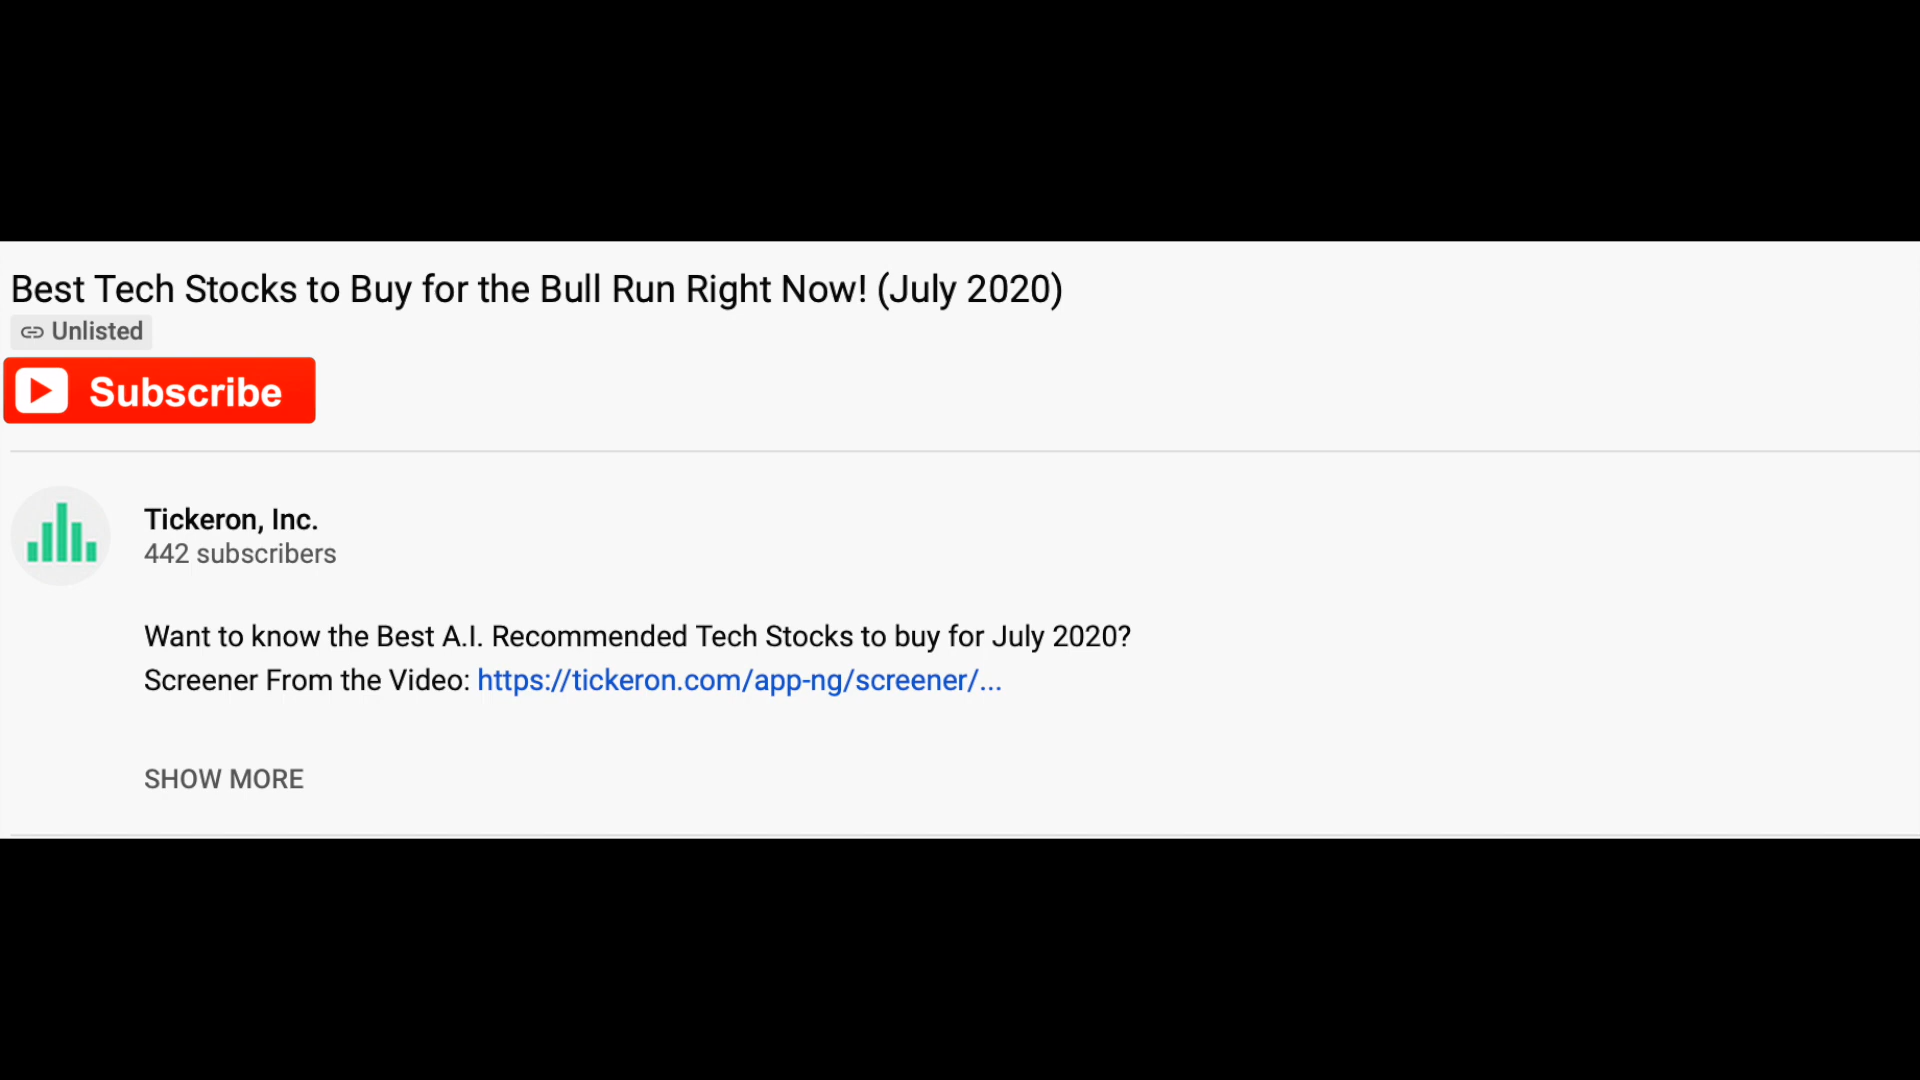 Best Tech Stocks to Buy for the Bull Run Right Now! (July 2020)
Unlisted
Subscribe
Tickeron, Inc.
442 subscribers
Want to know the Best A.I. Recommended Tech Stocks to buy for July 2020?
Screener From the Video: https://tickeron.com/app-ng/screener/...
SHOW MORE